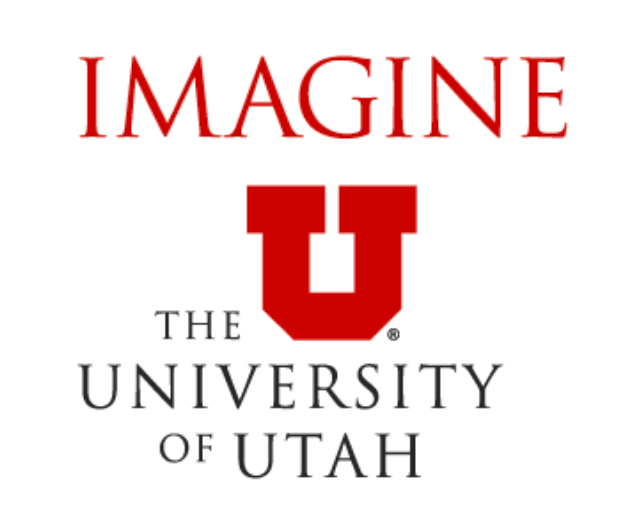 IMAGINE
U
THE
®
UNIVERSITY
OF UTAH